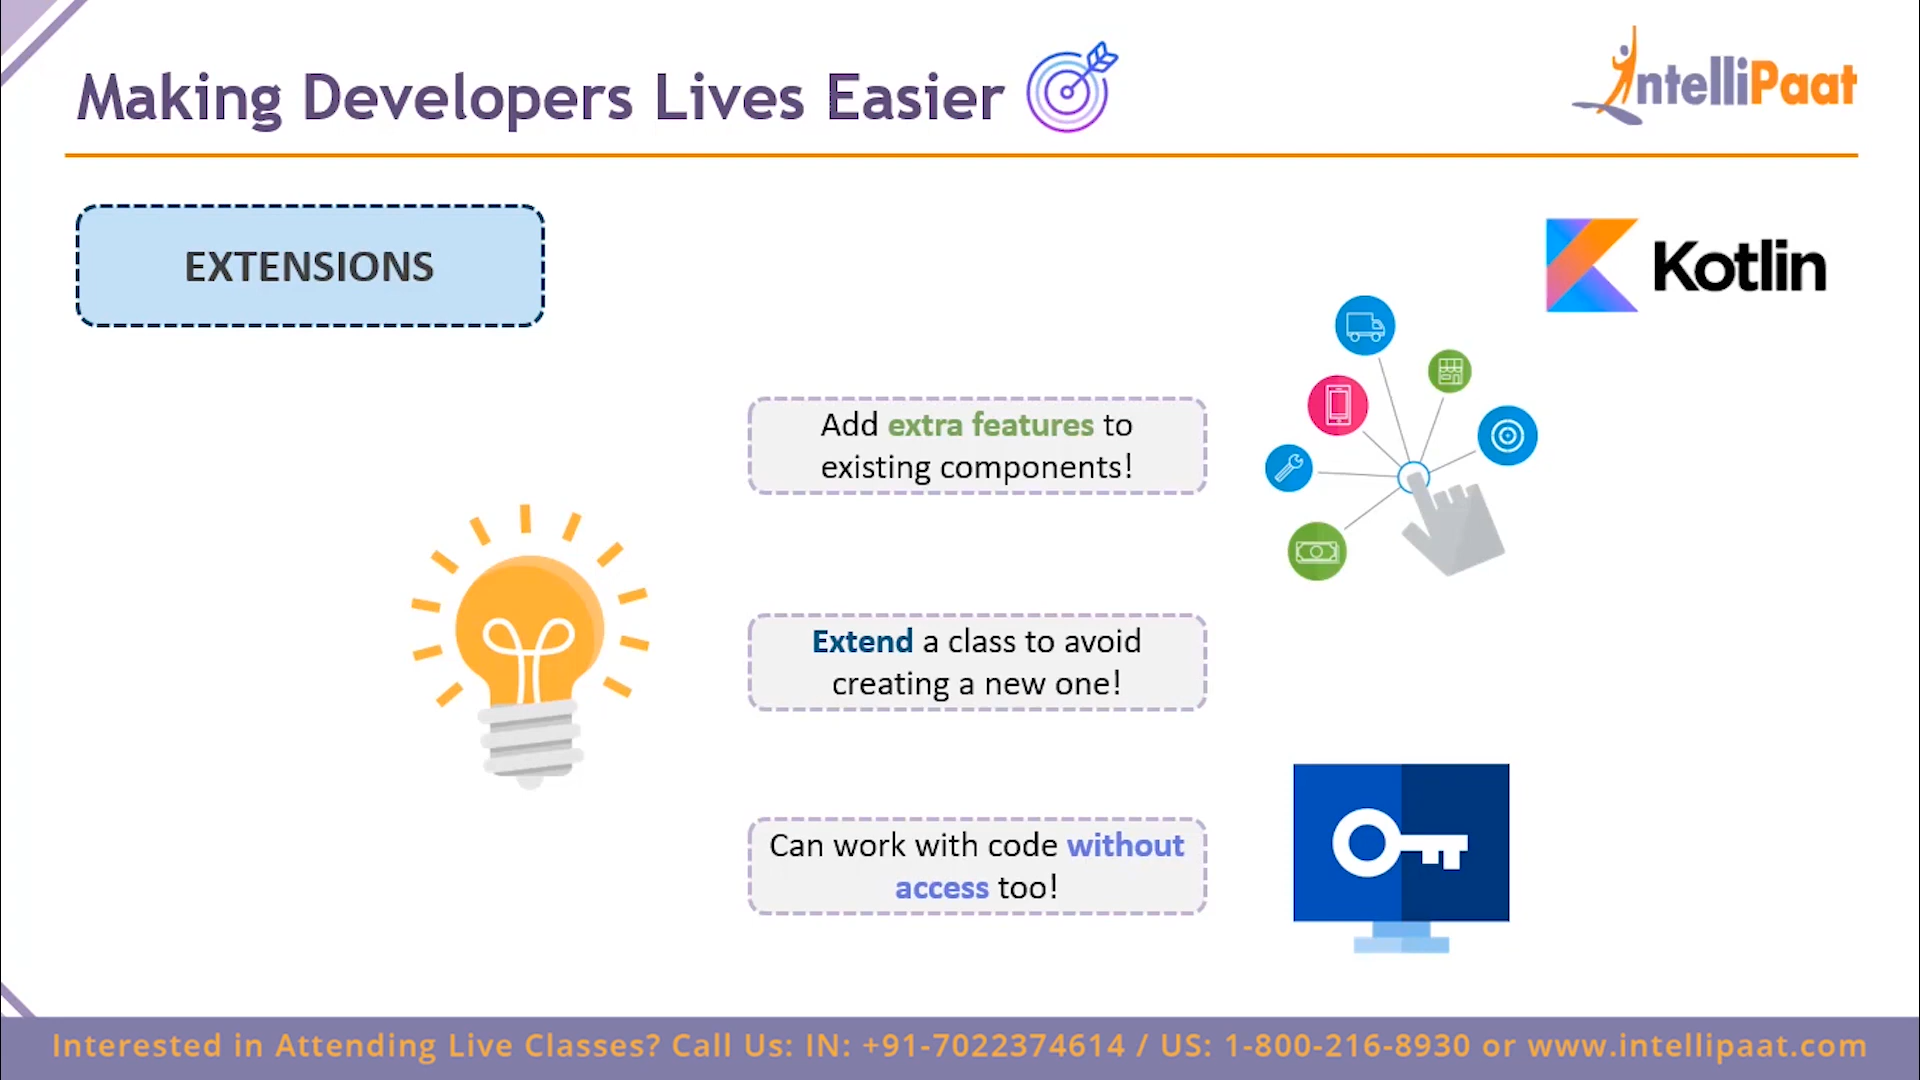 Making Developers Lives Easier
IntelliPaat
EXTENSIONS
Kotlin
Add extra features to
existing components!
Extend a class to avoid
creating a new one!
Can work with code without
access too!
Interested in Attending Live Classes? Call Us: IN: +91-7022374614 / US: 1-800-216-8930 or www.intellipaat.com